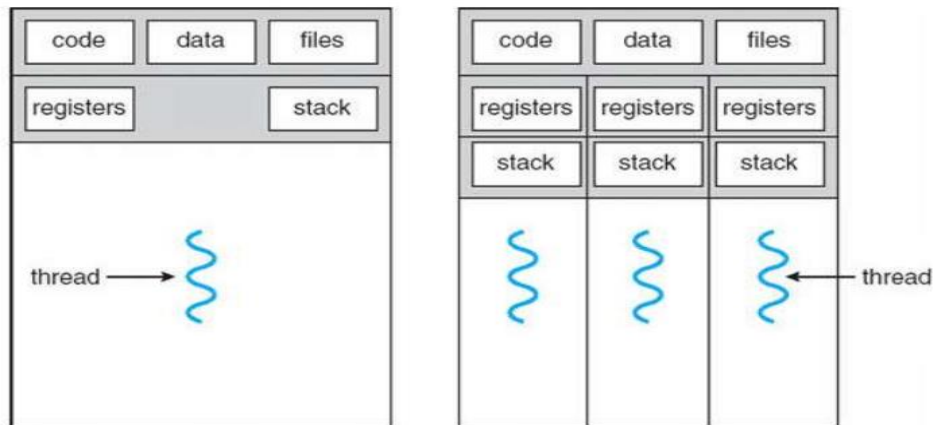 code data files
registers stack
thread
code data files
registers registers registers
stack stack stack
thread